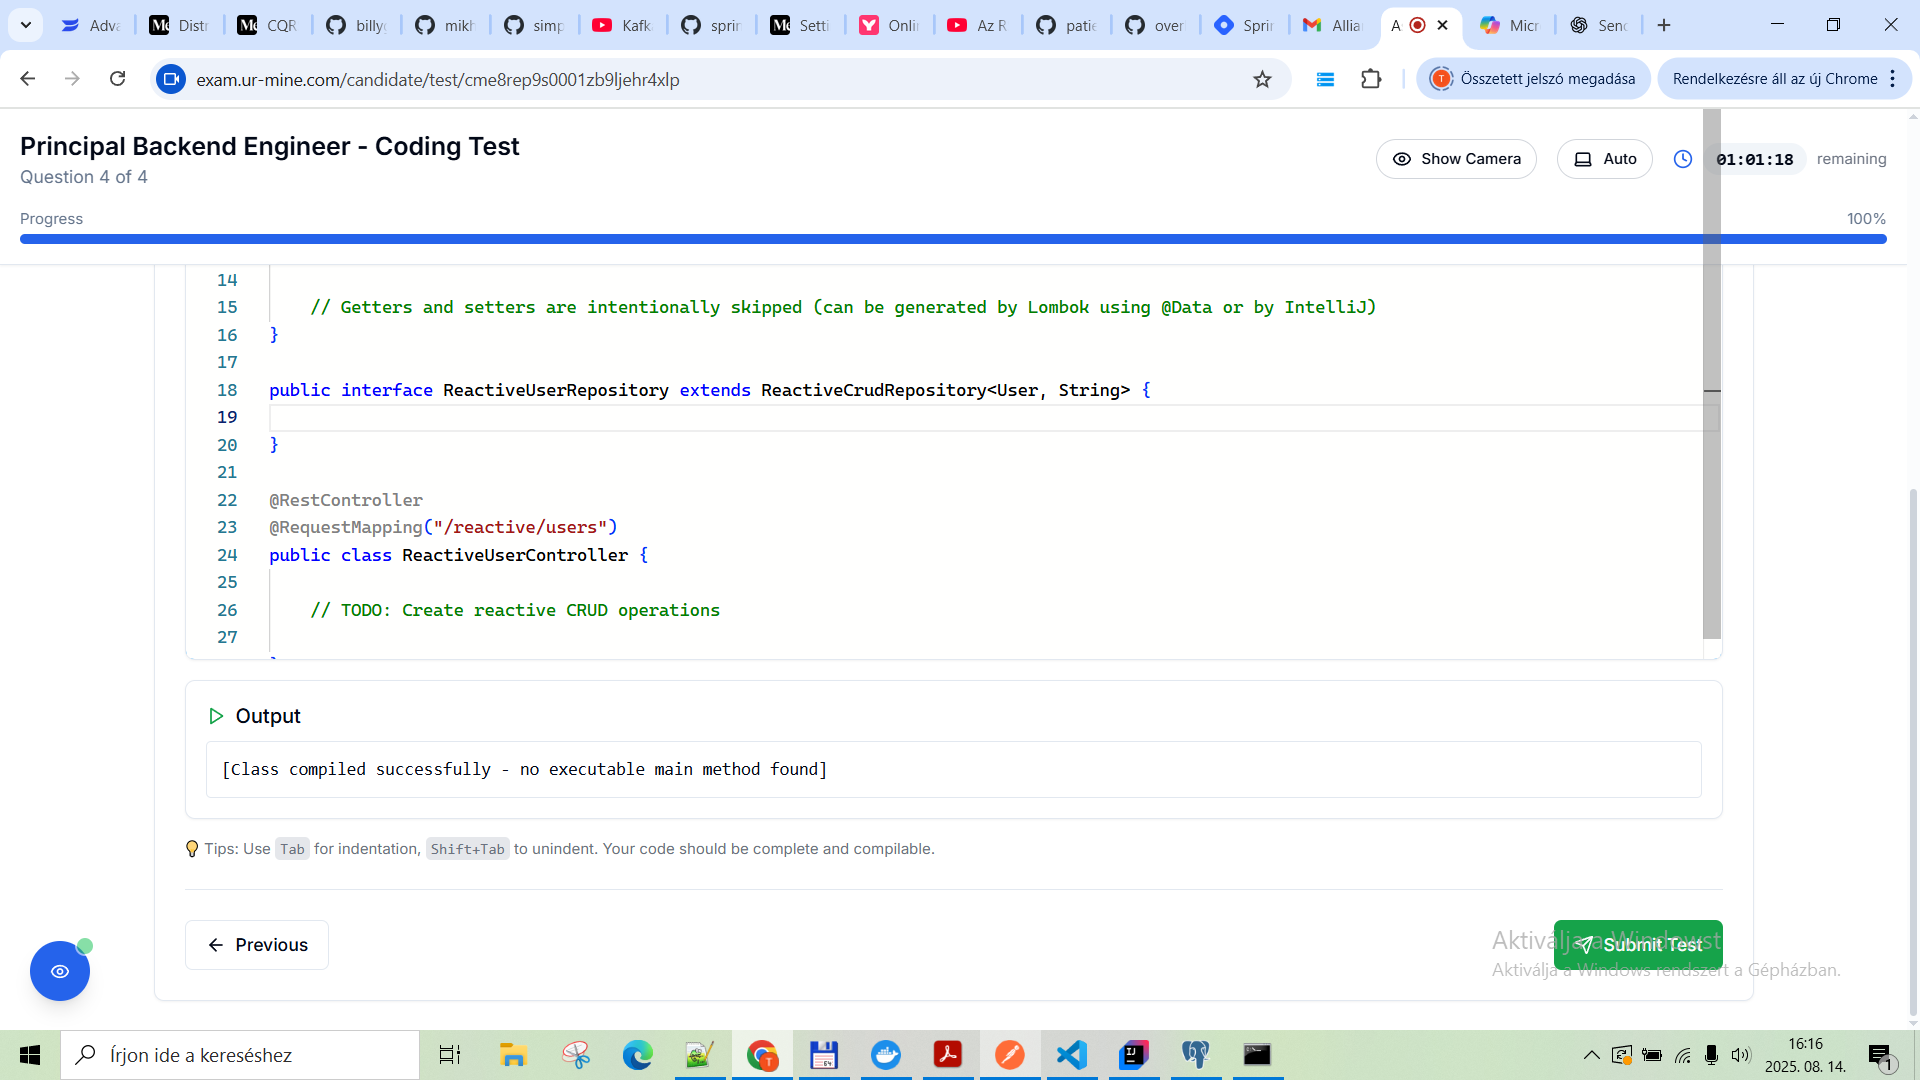 Adva
Distr
CQR
billyg
mikh
simp
Kafk
sprin
Setti
Onlin
Az R
patie
over
Sprin
Allia
A
Micr
Send
exam.ur-mine.com/candidate/test/cme8rep9s0001zb9ljehr4xlp
Összetett jelszó megadása
Rendelkezésre áll az új Chrome
Principal Backend Engineer - Coding Test
Question 4 of 4
Show Camera
Auto
01:01:18
remaining
Progress
100%
14
15 // Getters and setters are intentionally skipped (can be generated by Lombok using @Data or by IntelliJ)
16 }
17
18 public interface ReactiveUserRepository extends ReactiveCrudRepository<User, String> {
19
20 }
21
22 @RestController
23 @RequestMapping("/reactive/users")
24 public class ReactiveUserController {
25
26 // TODO: Create reactive CRUD operations
27
Output
[Class compiled successfully - no executable main method found]
Tips: Use Tab for indentation, Shift+Tab to unindent. Your code should be complete and compilable.
Previous
Submit Test
Aktiválja a Windowst
Aktiválja a Windows rendszert a Gépházban.
Írjon ide a kereséshez
16:16
2025. 08. 14.
1